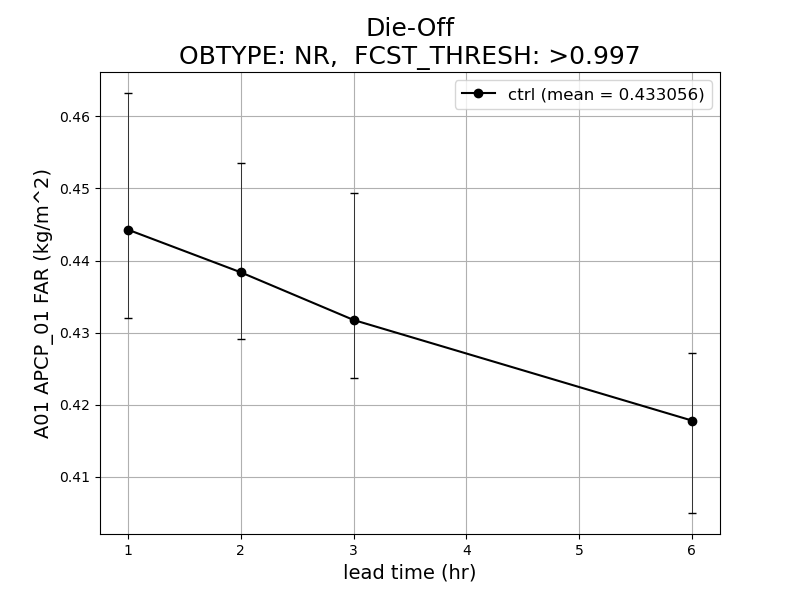 Die-Off
OBTYPE: NR,  FCST_THRESH: >0.997
ctrl (mean = 0.433056)
A01 APCP_01 FAR (kg/m^2)
0.46
0.45
0.44
0.43
0.42
0.41
1 2 3 4 5 6
lead time (hr)